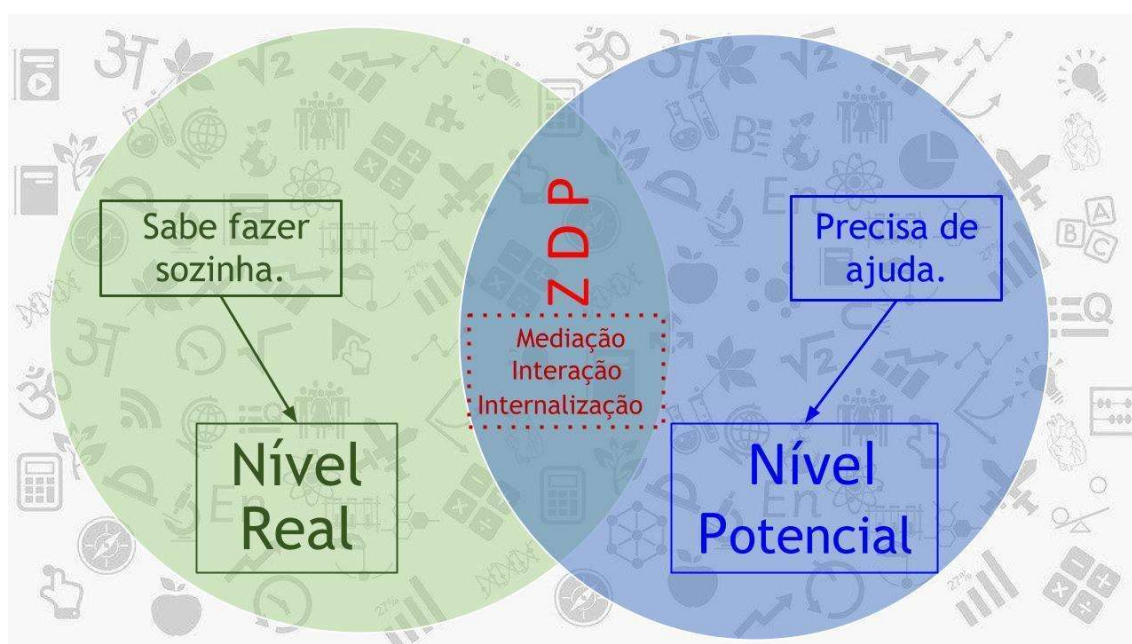 Sabe fazer
sozinha.
Nível
Real
ZDP
Mediação
Interação
Internalização
Precisa de
ajuda.
Nível
Potencial